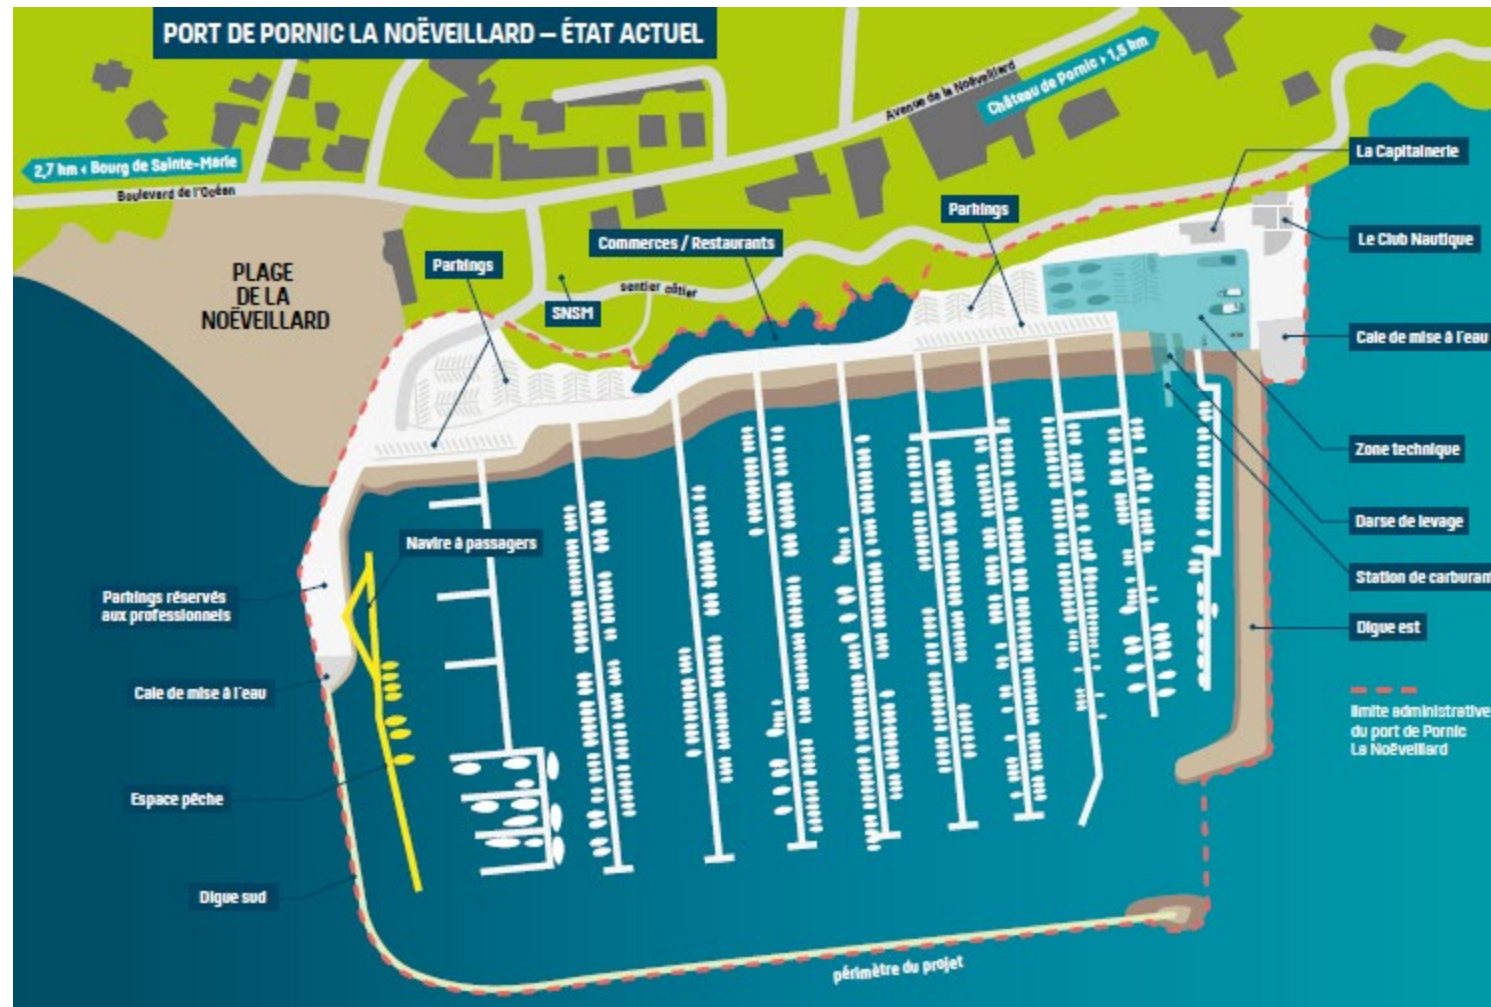 PORT DE PORNIC LA NOËVEILLARD – ÉTAT ACTUEL
Avenue de la Noëveillard
Château de Pornic > 1,5 km
2,7 km < Bourg de Sainte-Marie
Boulevard de l'Océan
La Capitainerie
Parkings
Commerces / Restaurants
Le Club Nautique
Parkings
PLAGE
DE LA
NOËVEILLARD
sentier côtier
SNSM
Cale de mise à l'eau
Zone technique
Darse de levage
Navire à passagers
Station de carburant
Parkings réservés
aux professionnels
Digue est
Cale de mise à l'eau
limite administrative
du port de Pornic
La Noëveillard
Espace pêche
Digue sud
périmètre du projet